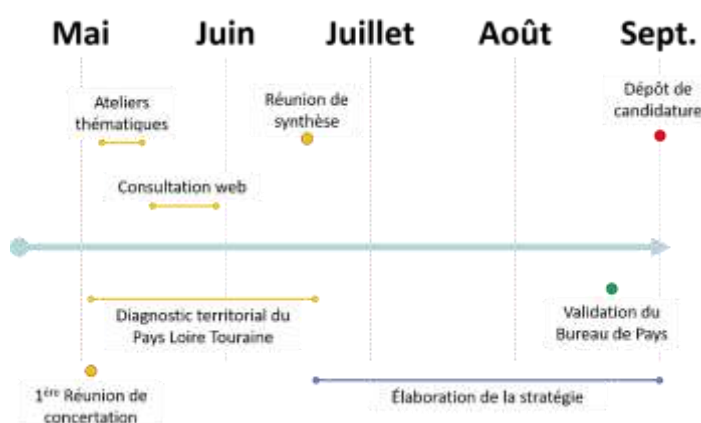 Mai Juin Juillet Août Sept.
Ateliers
thématiques
Réunion de
synthèse
Dépôt de
candidature
Consultation web
Diagnostic territorial du
Pays Loire Touraine
Validation du
Bureau de Pays
1ère Réunion de
concertation
Élaboration de la stratégie